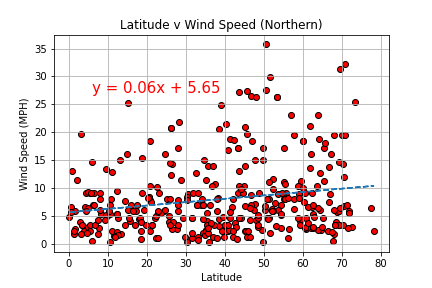 Latitude v Wind Speed (Northern)
35
30
25
20
15
10
5
0
Wind Speed (MPH)
y = 0.06x + 5.65
0 10 20 30 40 50 60 70 80
Latitude